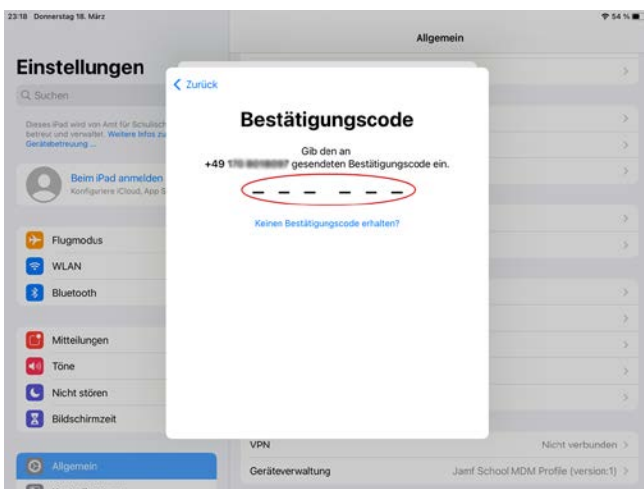 23:18 Donnerstag 18. März
54 %
Allgemein
Einstellungen
Suchen
Dieses iPad wird von Amt für Schulisch
betreut und verwaltet. Weitere Infos zu
Gerätebetreuung ...
Beim iPad anmelden
Konfiguriere iCloud, App S
Flugmodus
WLAN
Bluetooth
Mitteilungen
Töne
Nicht stören
Bildschirmzeit
Allgemein
Zurück
Bestätigungscode
Gib den an
+49 gesendeten Bestätigungscode ein.
Keinen Bestätigungscode erhalten?
VPN Nicht verbunden
Geräteverwaltung Jamf School MDM Profile (version:1)